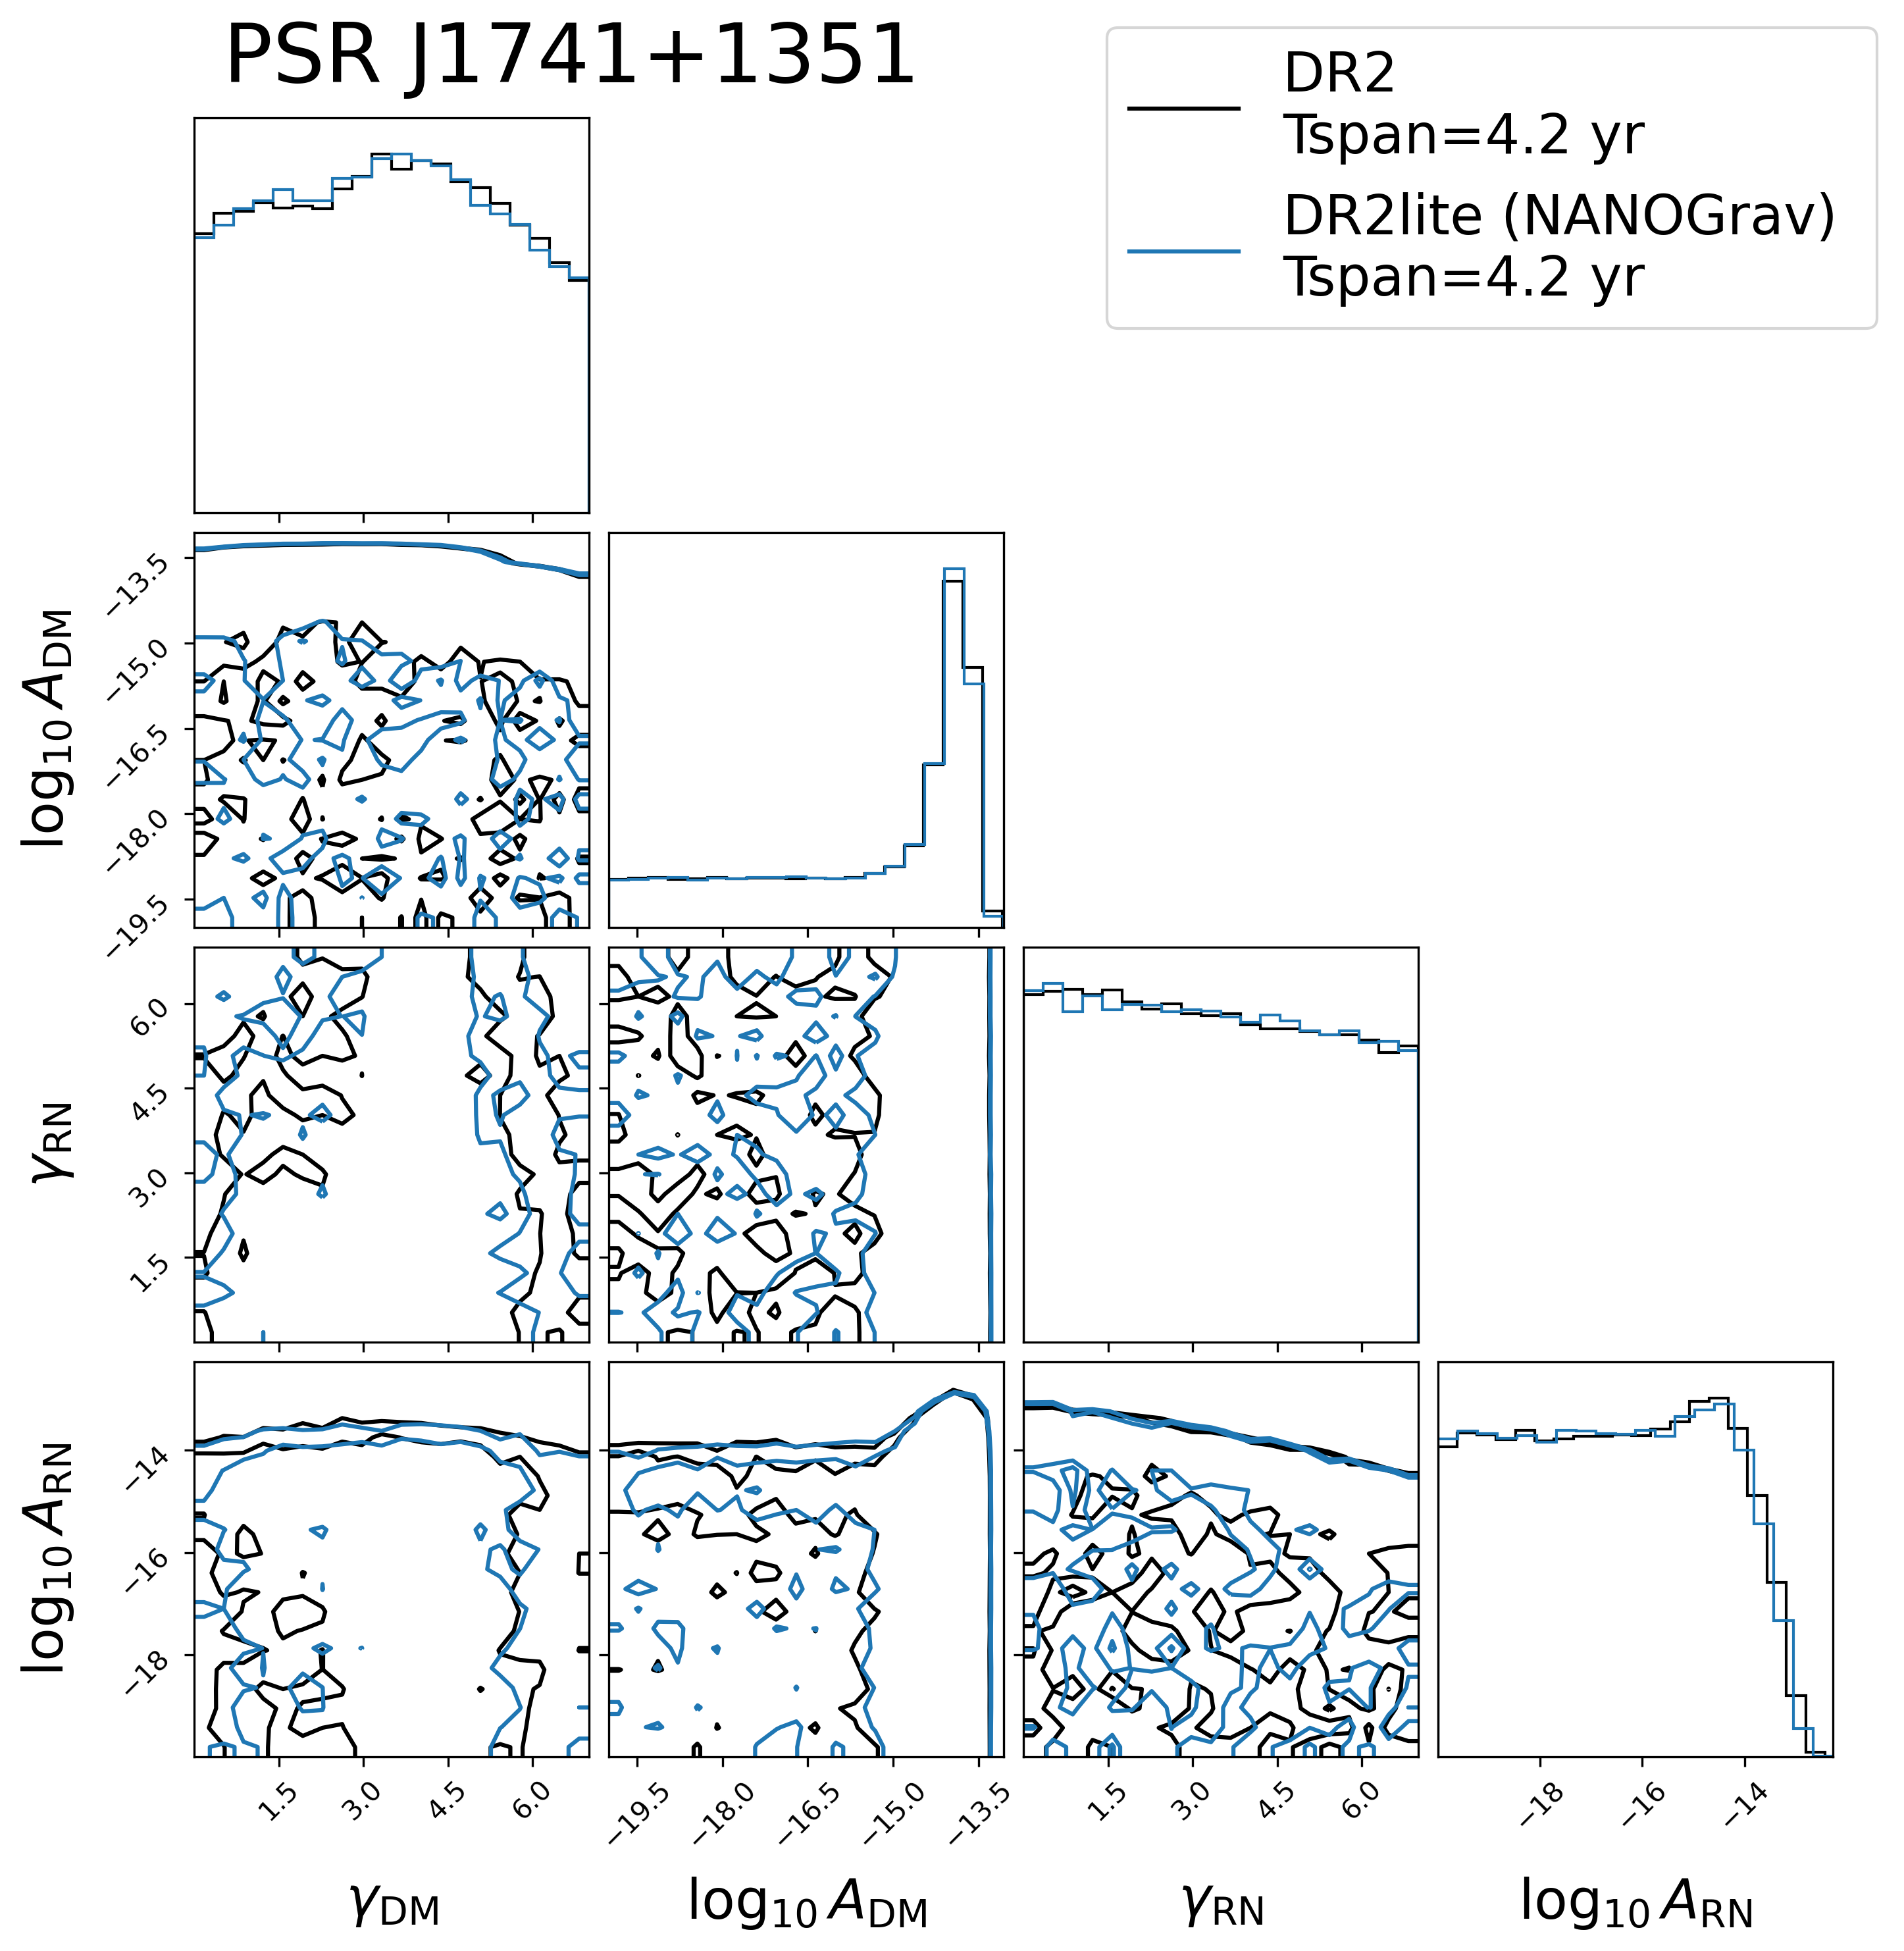 PSR J1741+1351
DR2
Tspan=4.2 yr
DR2lite (NANOGrav)
Tspan=4.2 yr
log₁₀ A_DM
−13.5
−15.0
−16.5
−18.0
−19.5
γ_RN
6.0
4.5
3.0
1.5
log₁₀ A_RN
−14
−16
−18
1.5 3.0 4.5 6.0
−19.5 −18.0 −16.5 −15.0 −13.5
1.5 3.0 4.5 6.0
−18 −16 −14
γ_DM
log₁₀ A_DM
γ_RN
log₁₀ A_RN